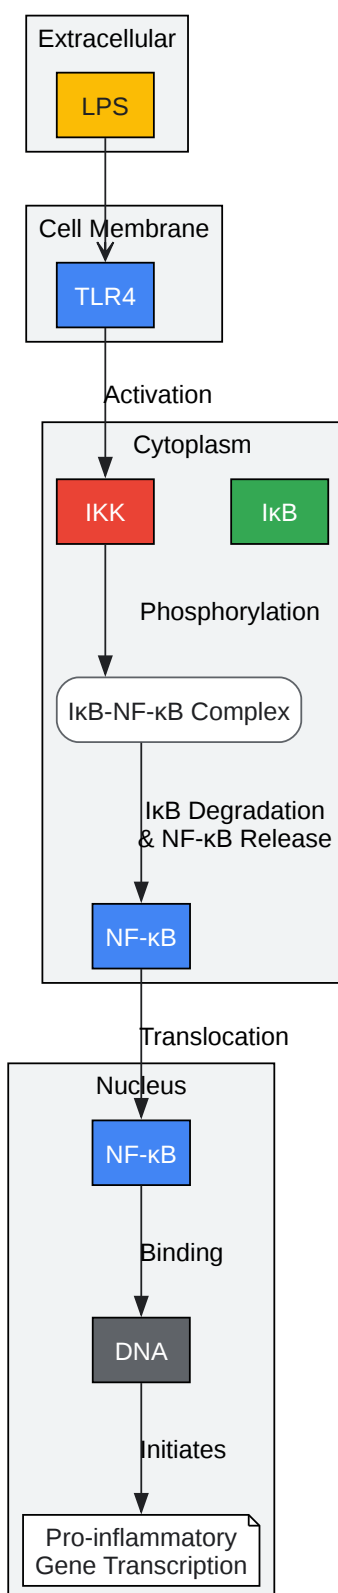 Extracellular
LPS
Cell Membrane
TLR4
Activation
Cytoplasm
IKK
IκB
Phosphorylation
IκB-NF-κB Complex
IκB Degradation
& NF-κB Release
NF-κB
Translocation
Nucleus
NF-κB
Binding
DNA
Initiates
Pro-inflammatory
Gene Transcription